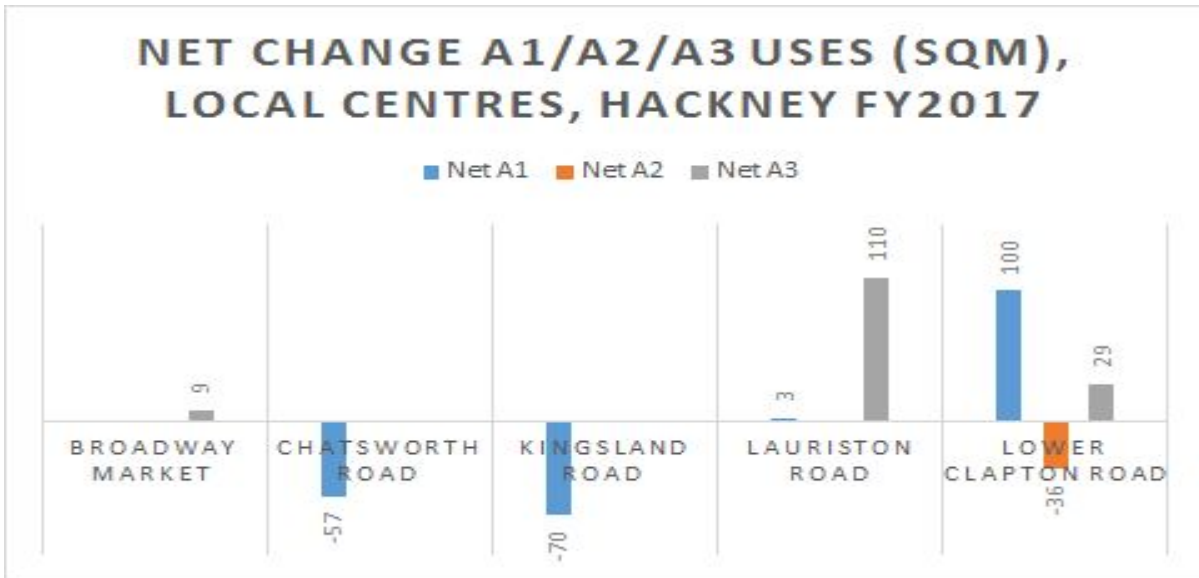 NET CHANGE A1/A2/A3 USES (SQM),
LOCAL CENTRES, HACKNEY FY2017
Net A1 Net A2 Net A3
9
3
110
100
29
BROADWAY MARKET
CHATSWORTH ROAD
KINGSLAND ROAD
LAURISTON ROAD
LOWER CLAPTON ROAD
-57
-70
-36